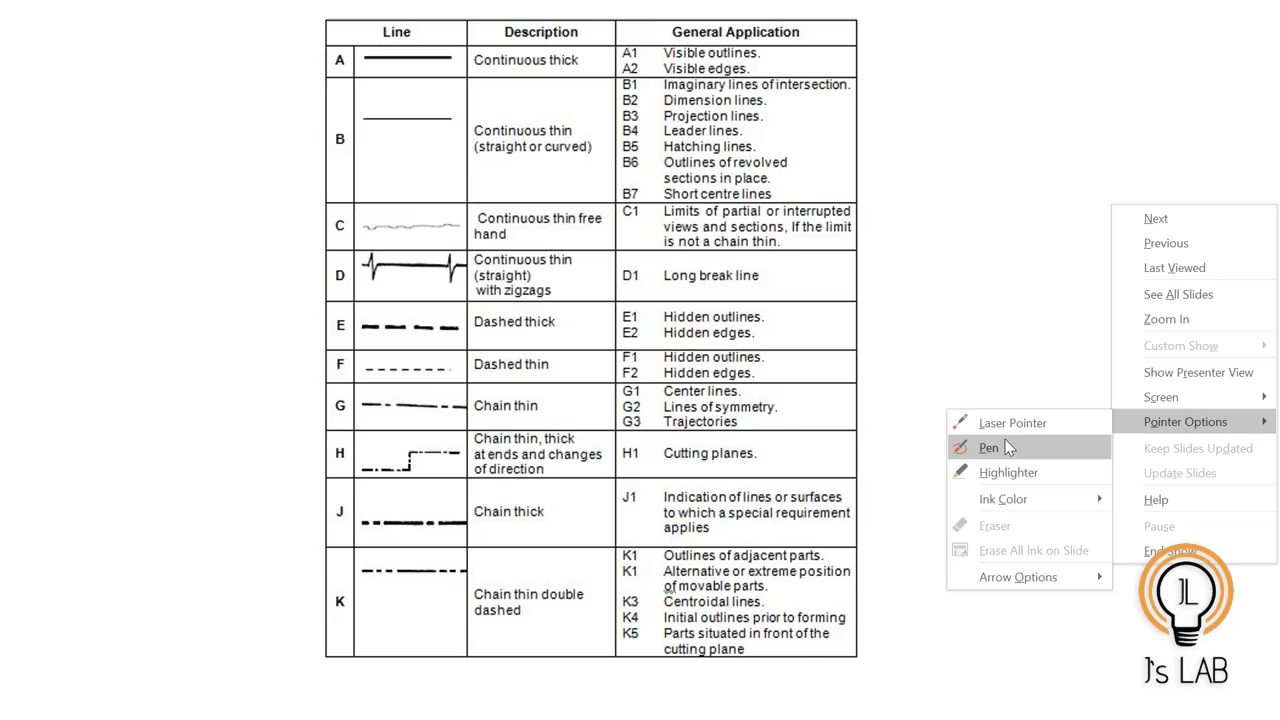 Line Description General Application
A Continuous thick
A1 Visible outlines.
A2 Visible edges.
B Continuous thin
(straight or curved)
B1 Imaginary lines of intersection.
B2 Dimension lines.
B3 Projection lines.
B4 Leader lines.
B5 Hatching lines.
B6 Outlines of revolved
sections in place.
B7 Short centre lines
C Continuous thin free
hand
C1 Limits of partial or interrupted
views and sections, If the limit
is not a chain thin.
D Continuous thin
(straight)
with zigzags
D1 Long break line
E Dashed thick
E1 Hidden outlines.
E2 Hidden edges.
F Dashed thin
F1 Hidden outlines.
F2 Hidden edges.
G Chain thin
G1 Center lines.
G2 Lines of symmetry.
G3 Trajectories
H Chain thin, thick
at ends and changes
of direction
H1 Cutting planes.
J Chain thick
J1 Indication of lines or surfaces
to which a special requirement
applies
K Chain thin double
dashed
K1 Outlines of adjacent parts.
K1 Alternative or extreme position
of movable parts.
K3 Centroidal lines.
K4 Initial outlines prior to forming
K5 Parts situated in front of the
cutting plane
Next
Previous
Last Viewed
See All Slides
Zoom In
Custom Show
Show Presenter View
Screen
Pointer Options
Keep Slides Updated
Update Slides
Help
Pause
End Show
Laser Pointer
Pen
Highlighter
Ink Color
Eraser
Erase All Ink on Slide
Arrow Options
JL
J's LAB